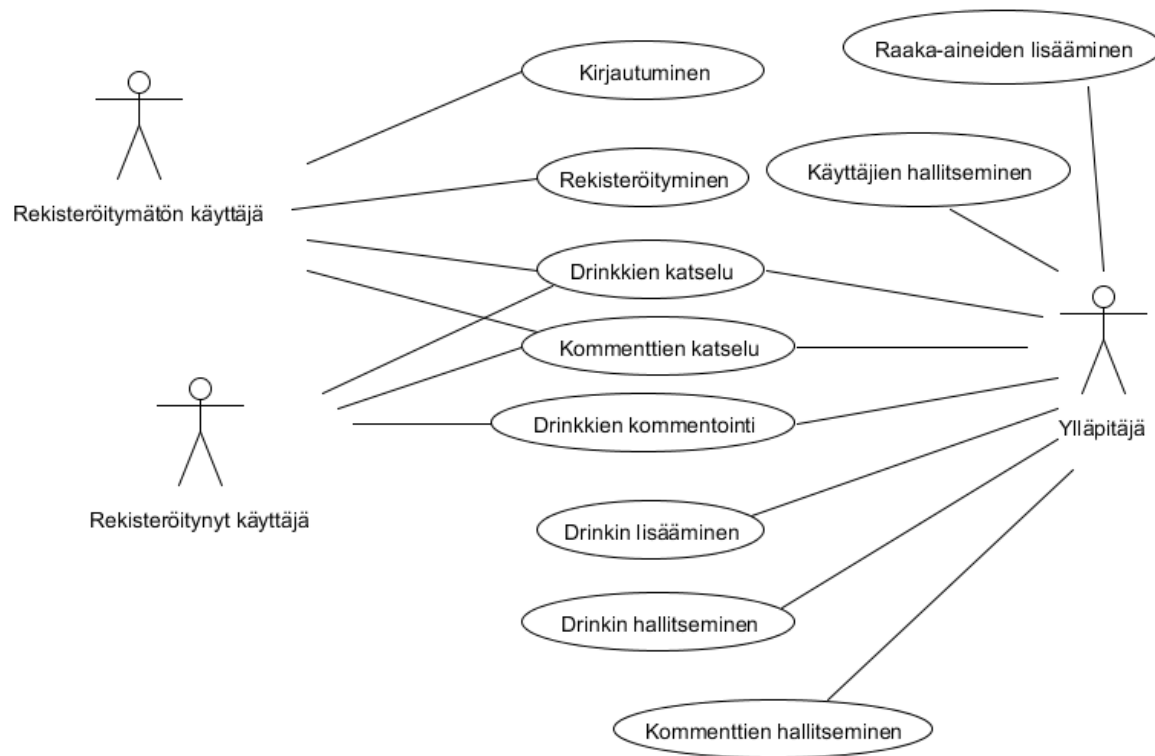 Raaka-aineiden lisääminen
Kirjautuminen
Käyttäjien hallitseminen
Rekisteröityminen
Rekisteröitymätön käyttäjä
Drinkkien katselu
Kommenttien katselu
Drinkkien kommentointi
Ylläpitäjä
Rekisteröitynyt käyttäjä
Drinkin lisääminen
Drinkin hallitseminen
Kommenttien hallitseminen